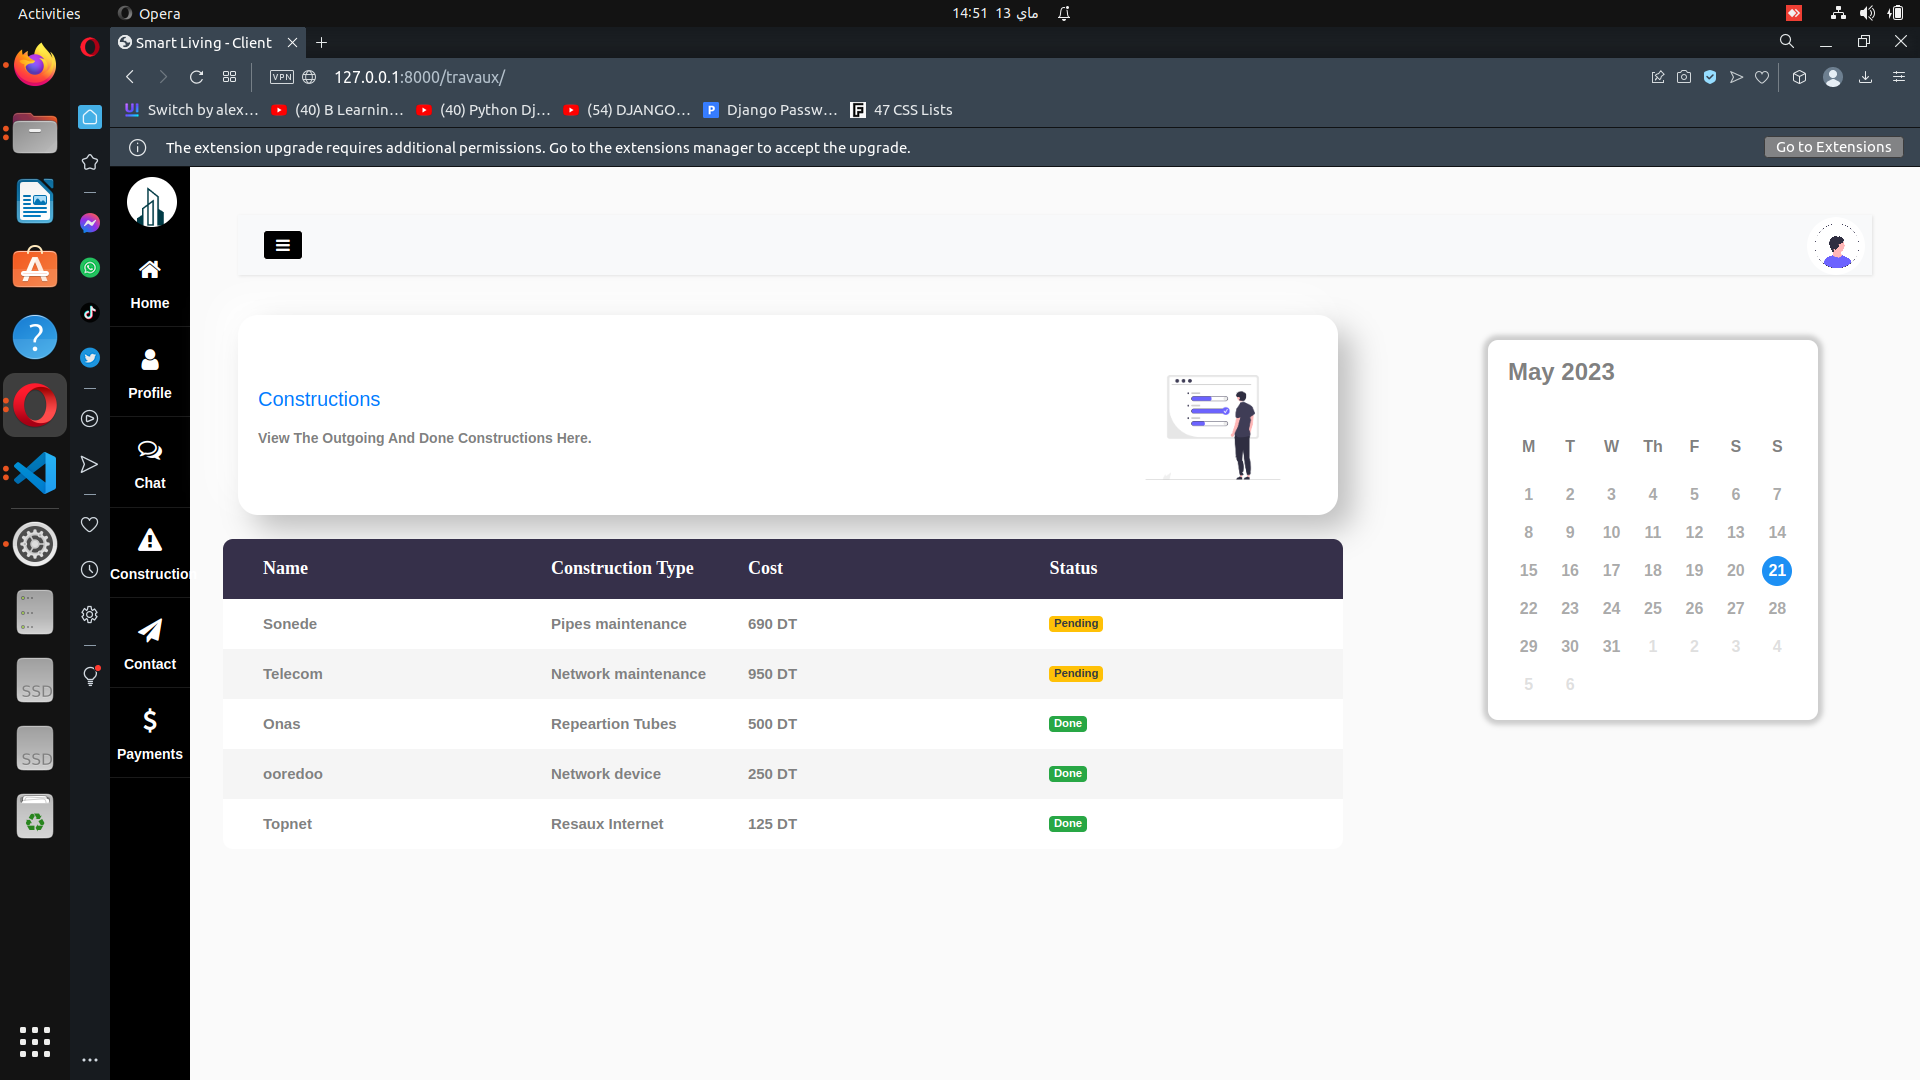 Activities Opera 14:51 13 ماي
Smart Living - Client
VPN 127.0.0.1:8000/travaux/
Switch by alex... (40) B Learnin... (40) Python Dj... (54) DJANGO... P Django Passw... 47 CSS Lists
The extension upgrade requires additional permissions. Go to the extensions manager to accept the upgrade. Go to Extensions
Home
Profile
Chat
Construction
Contact
Payments
SSD
SSD
Constructions
View The Outgoing And Done Constructions Here.
Name Construction Type Cost Status
Sonede Pipes maintenance 690 DT Pending
Telecom Network maintenance 950 DT Pending
Onas Repeartion Tubes 500 DT Done
ooredoo Network device 250 DT Done
Topnet Resaux Internet 125 DT Done
May 2023
M T W Th F S S
1 2 3 4 5 6 7
8 9 10 11 12 13 14
15 16 17 18 19 20 21
22 23 24 25 26 27 28
29 30 31 1 2 3 4
5 6